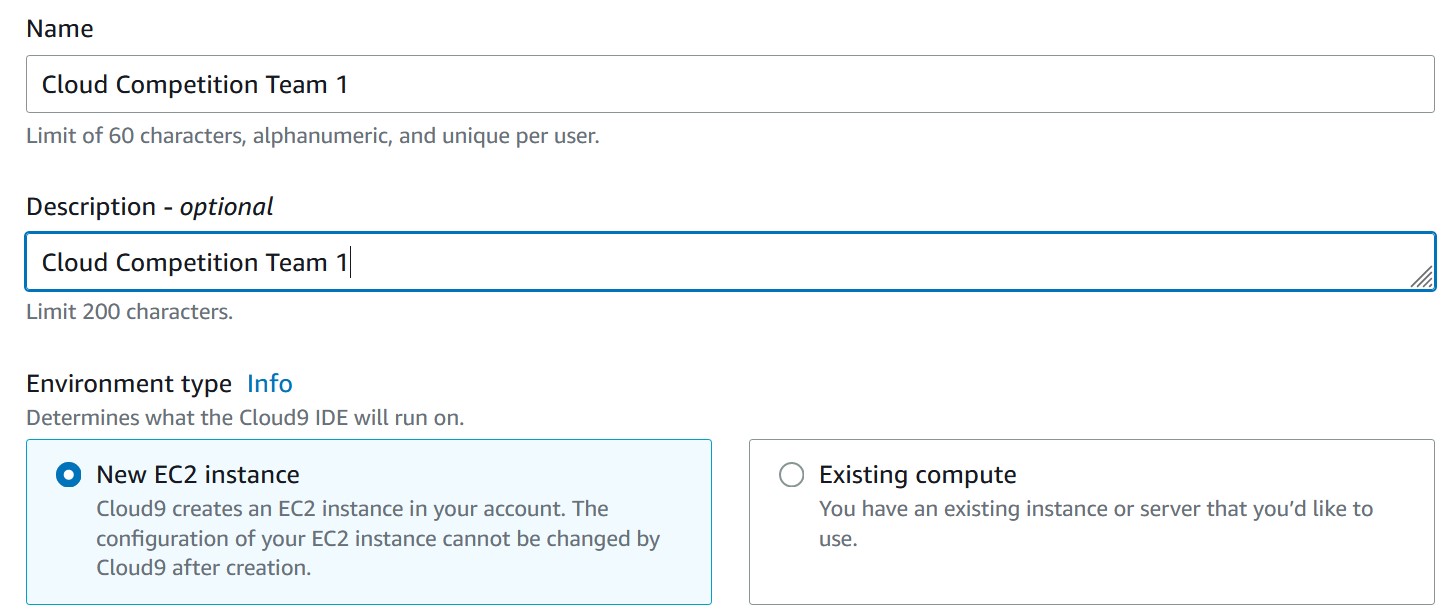 Name
Cloud Competition Team 1
Limit of 60 characters, alphanumeric, and unique per user.
Description - optional
Cloud Competition Team 1
Limit 200 characters.
Environment type Info
Determines what the Cloud9 IDE will run on.
New EC2 instance
Cloud9 creates an EC2 instance in your account. The
configuration of your EC2 instance cannot be changed by
Cloud9 after creation.
Existing compute
You have an existing instance or server that you’d like to
use.